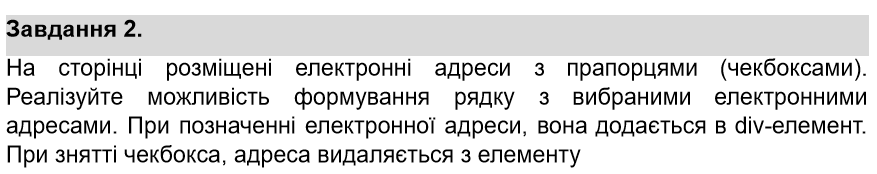 Завдання 2.
На сторінці розміщені електронні адреси з прапорцями (чекбоксами).
Реалізуйте можливість формування рядку з вибраними електронними
адресами. При позначенні електронної адреси, вона додається в div-елемент.
При знятті чекбокса, адреса видаляється з елементу